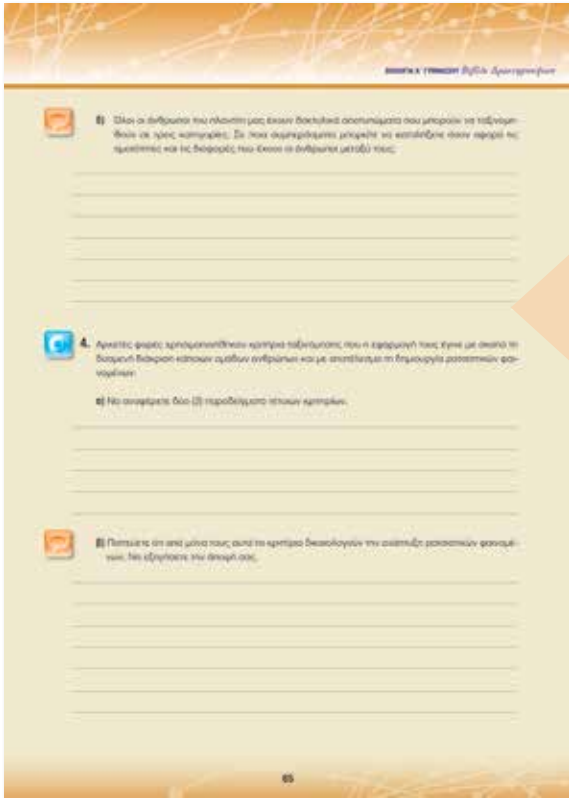 ΒΙΟΛΟΓΙΑ Α΄ ΓΥΜΝΑΣΙΟΥ Βιβλίο Δραστηριοτήτων
β) Όλοι οι άνθρωποι του πλανήτη μας έχουν δακτυλικά αποτυπώματα που μπορούν να ταξινομη-
θούν σε τρεις κατηγορίες. Σε ποια συμπεράσματα μπορείτε να καταλήξετε όσον αφορά τις
ομοιότητες και τις διαφορές που έχουν οι άνθρωποι μεταξύ τους;
4. Αρκετές φορές χρησιμοποιήθηκαν κριτήρια ταξινόμησης που η εφαρμογή τους έγινε με σκοπό τη
δυσμενή διάκριση κάποιων ομάδων ανθρώπων και με αποτέλεσμα τη δημιουργία ρατσιστικών φαι-
νομένων.
α) Να αναφέρετε δύο (2) παραδείγματα τέτοιων κριτηρίων.
β) Πιστεύετε ότι από μόνα τους αυτά τα κριτήρια δικαιολογούν την ανάπτυξη ρατσιστικών φαινομέ-
νων; Να εξηγήσετε την άποψή σας.
65